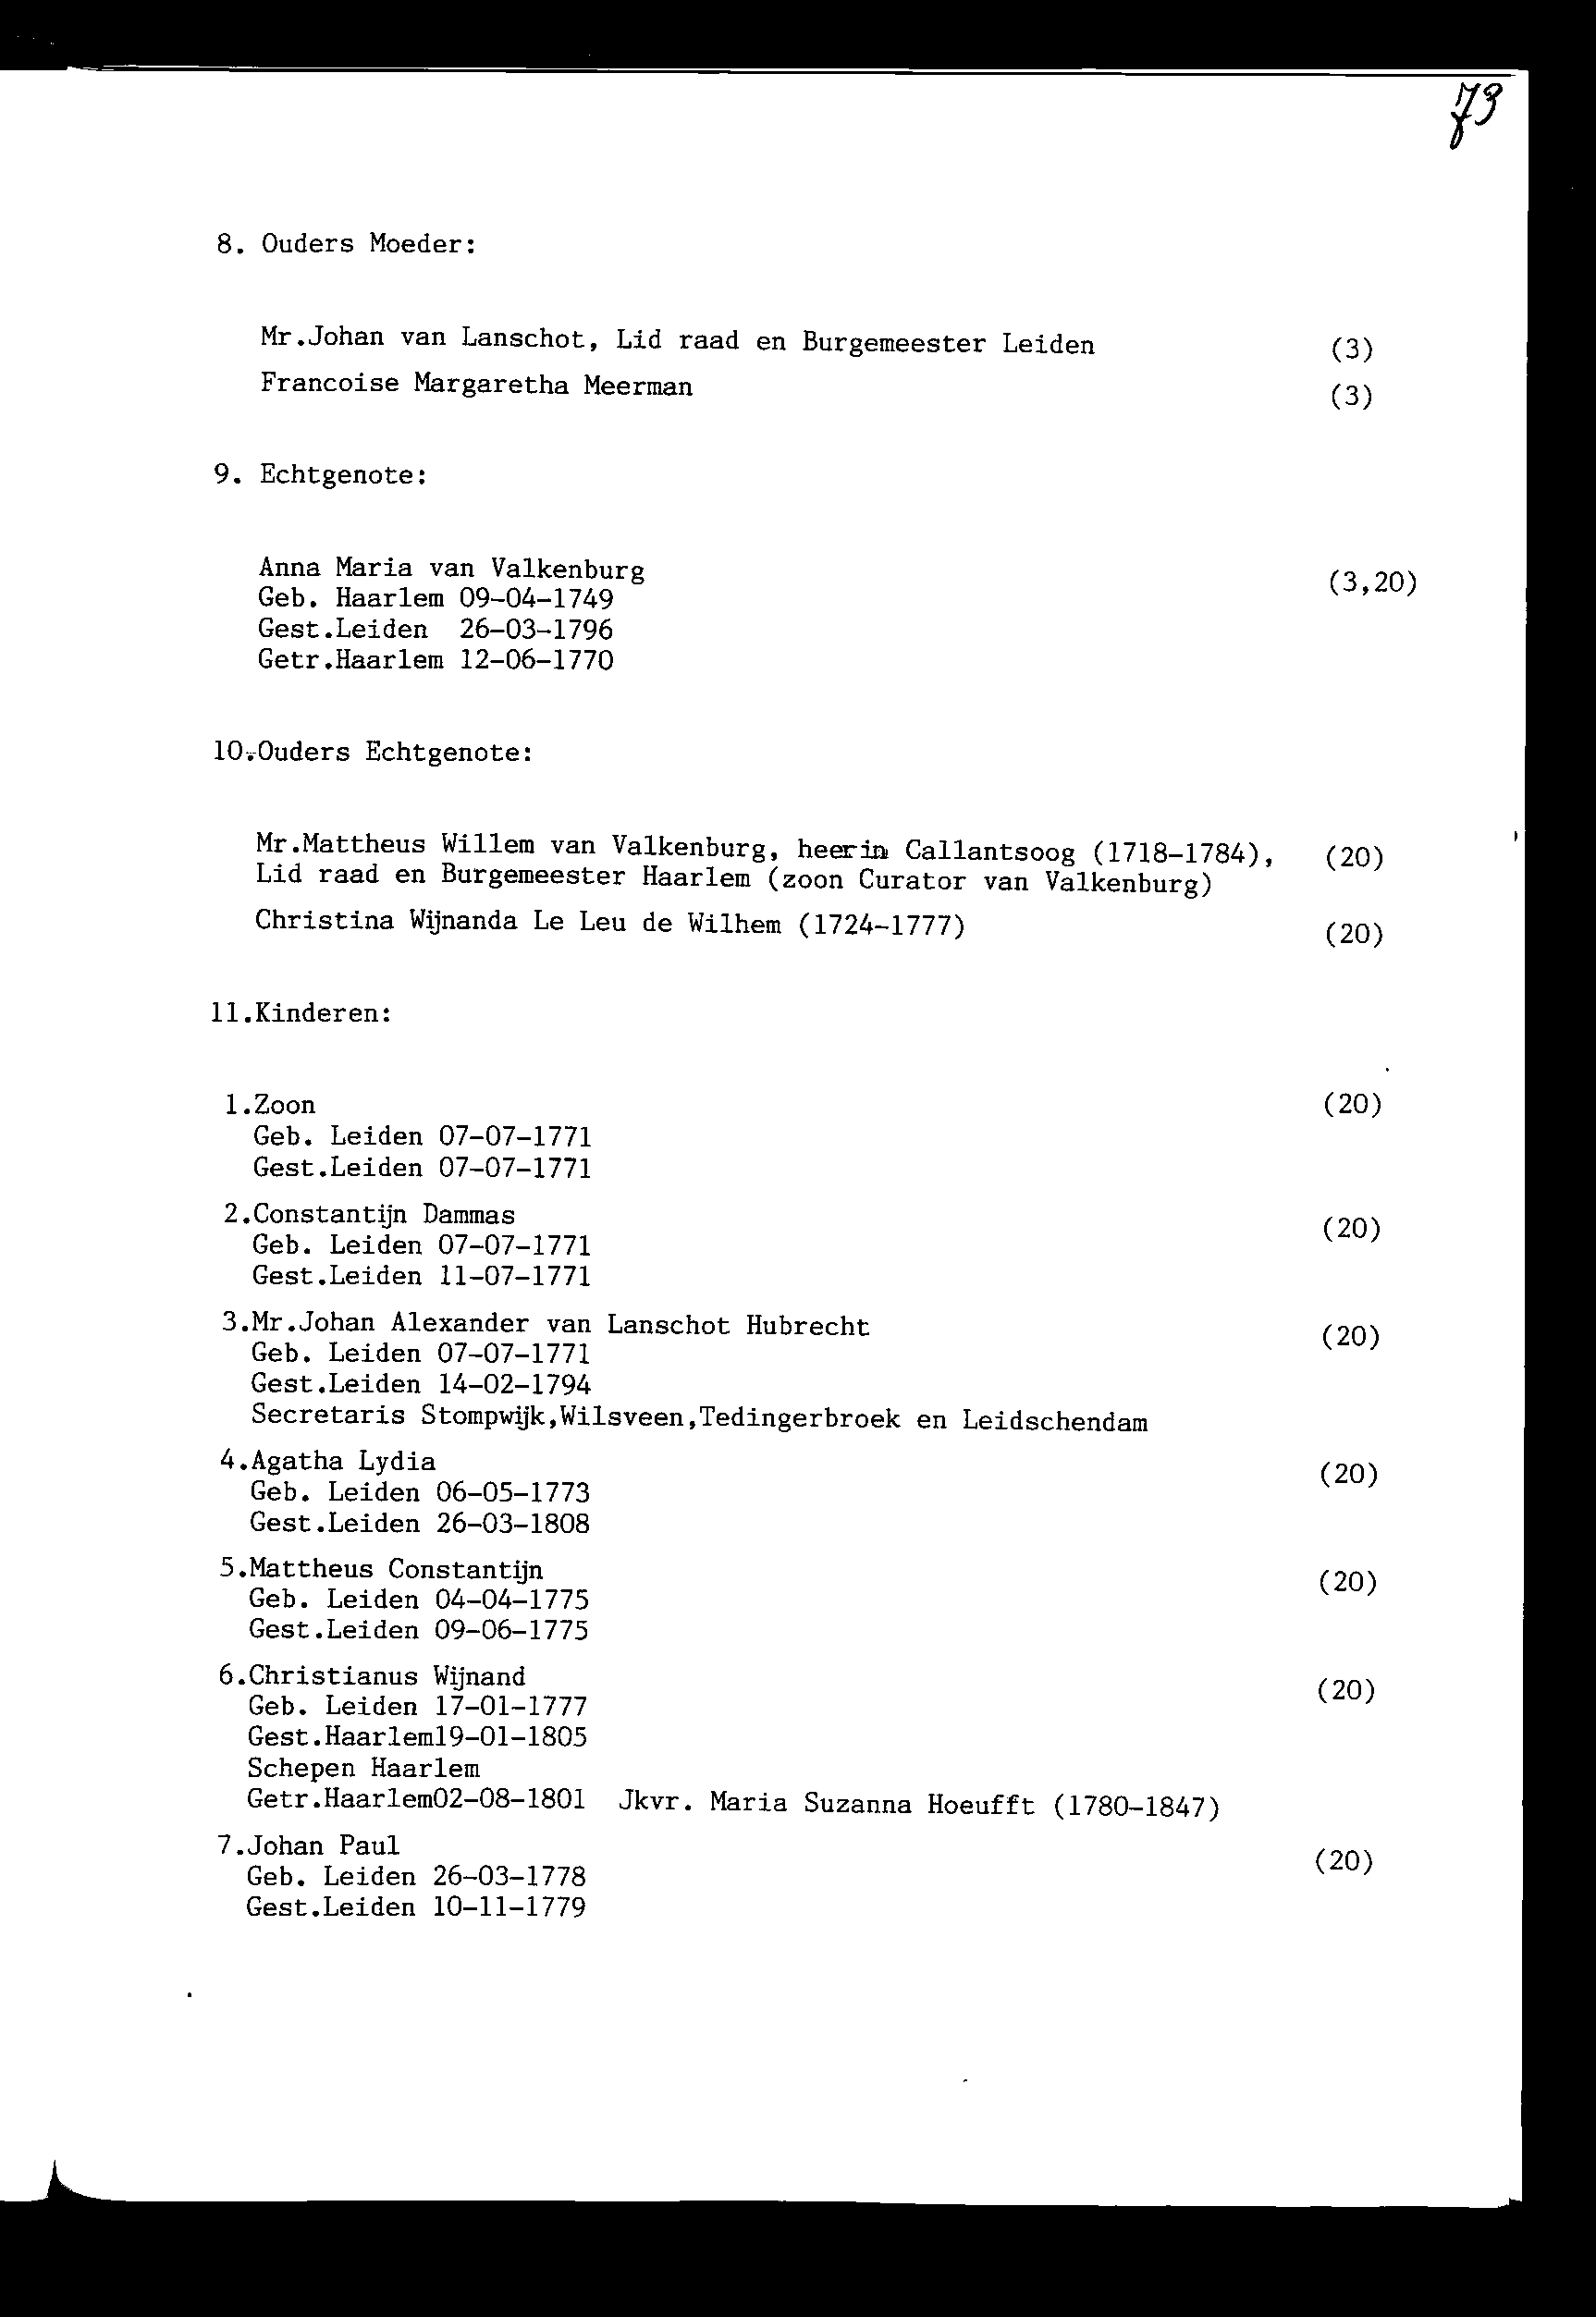 73
8. Ouders Moeder:
Mr.Johan van Lanschot, Lid raad en Burgemeester Leiden (3)
Francoise Margaretha Meerman (3)
9. Echtgenote:
Anna Maria van Valkenburg (3,20)
Geb. Haarlem 09-04-1749
Gest.Leiden 26-03-1796
Getr.Haarlem 12-06-1770
10.Ouders Echtgenote:
Mr.Mattheus Willem van Valkenburg, heerin Callantsoog (1718-1784), (20)
Lid raad en Burgemeester Haarlem (zoon Curator van Valkenburg)
Christina Wijnanda Le Leu de Wilhem (1724-1777) (20)
11.Kinderen:
1.Zoon (20)
Geb. Leiden 07-07-1771
Gest.Leiden 07-07-1771
2.Constantijn Dammas (20)
Geb. Leiden 07-07-1771
Gest.Leiden 11-07-1771
3.Mr.Johan Alexander van Lanschot Hubrecht (20)
Geb. Leiden 07-07-1771
Gest.Leiden 14-02-1794
Secretaris Stompwijk,Wilsveen,Tedingerbroek en Leidschendam
4.Agatha Lydia (20)
Geb. Leiden 06-05-1773
Gest.Leiden 26-03-1808
5.Mattheus Constantijn (20)
Geb. Leiden 04-04-1775
Gest.Leiden 09-06-1775
6.Christianus Wijnand (20)
Geb. Leiden 17-01-1777
Gest.Haarlem19-01-1805
Schepen Haarlem
Getr.Haarlem02-08-1801 Jkvr. Maria Suzanna Hoeufft (1780-1847)
7.Johan Paul (20)
Geb. Leiden 26-03-1778
Gest.Leiden 10-11-1779